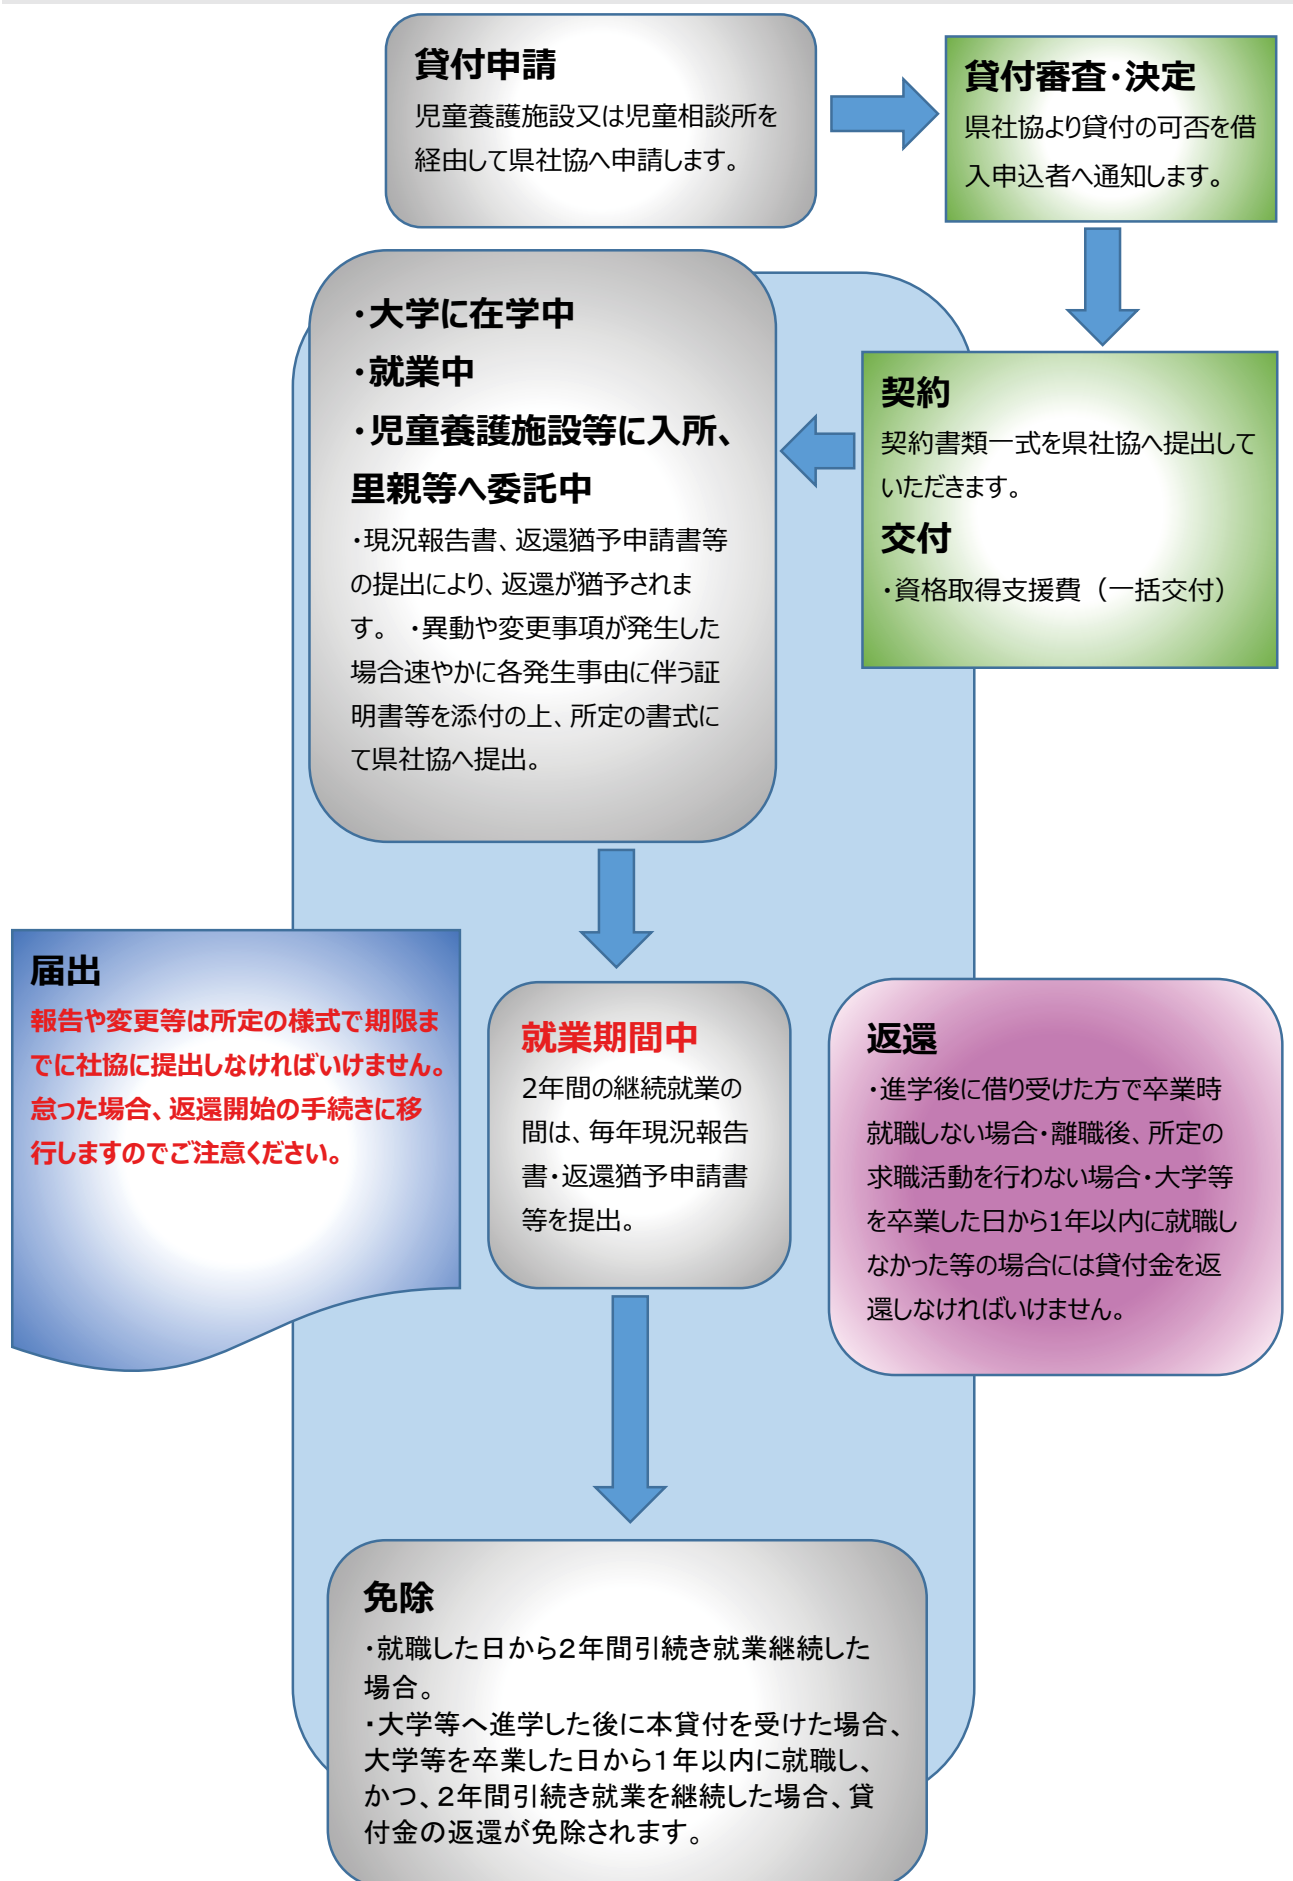 貸付申請
児童養護施設又は児童相談所を
経由して県社協へ申請します。
貸付審査・決定
県社協より貸付の可否を借
入申込者へ通知します。
・大学に在学中
・就業中
・児童養護施設等に入所、
里親等へ委託中
・現況報告書、返還猶予申請書等
の提出により、返還が猶予されま
す。 ・異動や変更事項が発生した
場合速やかに各発生事由に伴う証
明書等を添付の上、所定の書式に
て県社協へ提出。
契約
契約書類一式を県社協へ提出して
いただきます。
交付
・資格取得支援費（一括交付）
届出
報告や変更等は所定の様式で期限ま
でに社協に提出しなければいけません。
怠った場合、返還開始の手続きに移
行しますのでご注意ください。
就業期間中
2年間の継続就業の
間は、毎年現況報告
書・返還猶予申請書
等を提出。
返還
・進学後に借り受けた方で卒業時
就職しない場合・離職後、所定の
求職活動を行わない場合・大学等
を卒業した日から1年以内に就職し
なかった等の場合には貸付金を返
還しなければいけません。
免除
・就職した日から2年間引続き就業継続した
場合。
・大学等へ進学した後に本貸付を受けた場合、
大学等を卒業した日から1年以内に就職し、
かつ、2年間引続き就業を継続した場合、貸
付金の返還が免除されます。